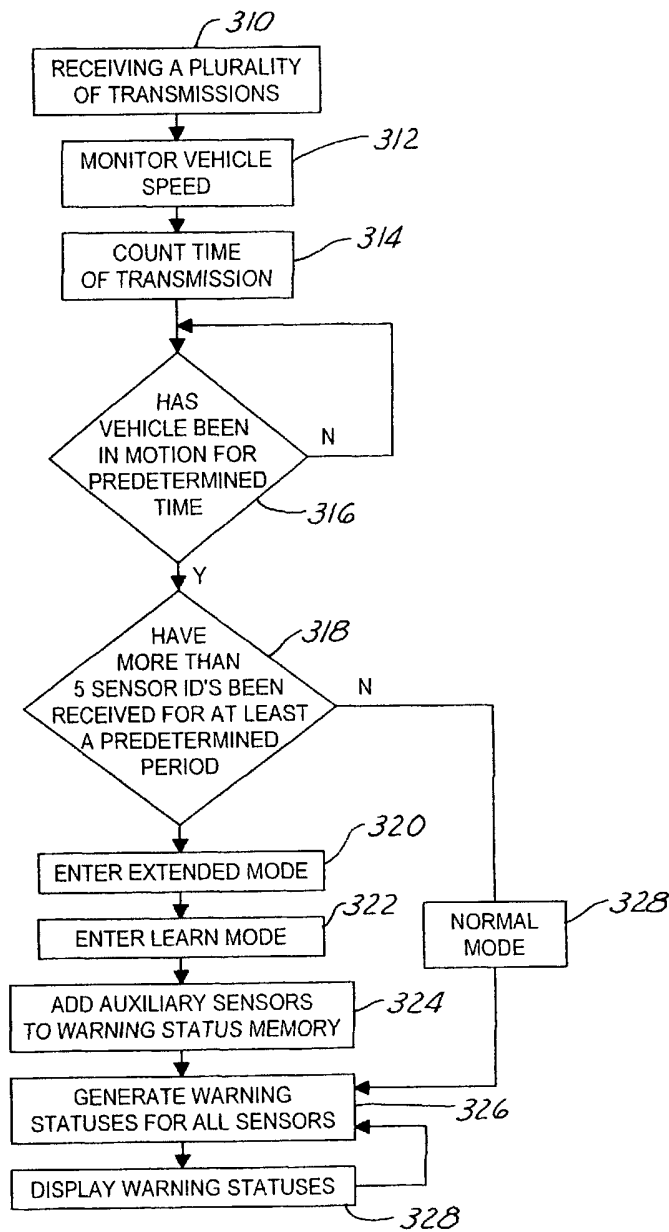 310
RECEIVING A PLURALITY
OF TRANSMISSIONS
312
MONITOR VEHICLE
SPEED
314
COUNT TIME
OF TRANSMISSION
HAS
VEHICLE BEEN
IN MOTION FOR
PREDETERMINED
TIME
N
316
Y
318
HAVE
MORE THAN
5 SENSOR ID'S BEEN
RECEIVED FOR AT LEAST
A PREDETERMINED
PERIOD
N
320
ENTER EXTENDED MODE
322
ENTER LEARN MODE
328
NORMAL
MODE
ADD AUXILIARY SENSORS
TO WARNING STATUS MEMORY
324
GENERATE WARNING
STATUSES FOR ALL SENSORS
326
DISPLAY WARNING STATUSES
328